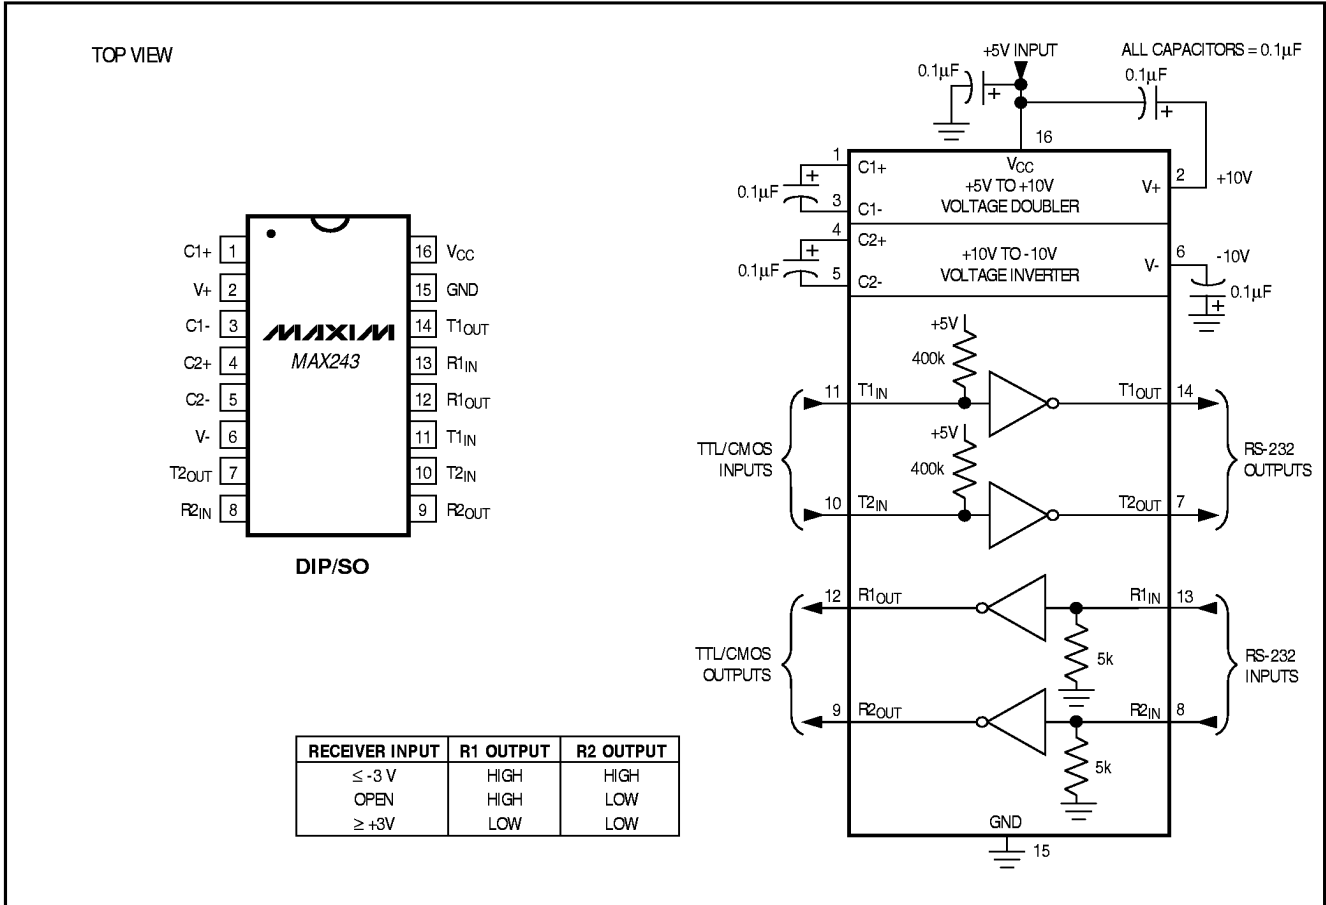 TOP VIEW
C1+ 1
V+ 2
C1- 3
C2+ 4
C2- 5
V- 6
T2OUT 7
R2IN 8
16 VCC
15 GND
14 T1OUT
13 R1IN
12 R1OUT
11 T1IN
10 T2IN
9 R2OUT
MAXIM
MAX243
DIP/SO
RECEIVER INPUT R1 OUTPUT R2 OUTPUT
≤ -3 V HIGH HIGH
OPEN HIGH LOW
≥ +3V LOW LOW
+5V INPUT
ALL CAPACITORS = 0.1µF
0.1µF
+
0.1µF
+
16
VCC
1
C1+
+
0.1µF
3
C1-
+5V TO +10V
VOLTAGE DOUBLER
V+
2
+10V
4
C2+
+
0.1µF
5
C2-
+10V TO -10V
VOLTAGE INVERTER
V-
6
-10V
0.1µF
+
+5V
400k
11
T1IN
T1OUT
14
+5V
400k
TTL/CMOS
INPUTS
RS-232
OUTPUTS
10
T2IN
T2OUT
7
12
R1OUT
R1IN
13
5k
TTL/CMOS
OUTPUTS
RS-232
INPUTS
9
R2OUT
R2IN
8
5k
GND
15